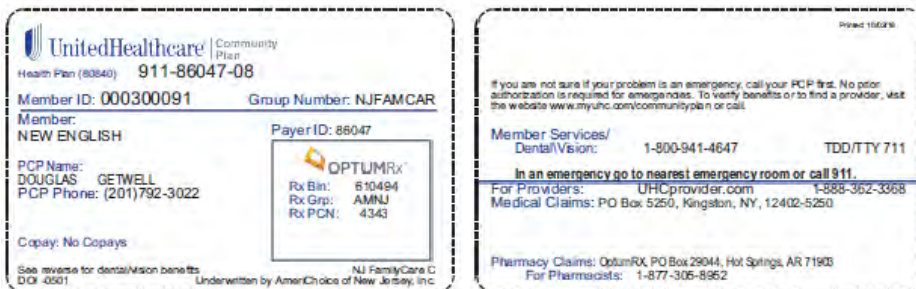 UnitedHealthcare | Community Plan
Health Plan (80840) 911-86047-08
Member ID: 000300091 Group Number: NJFAMCAR
Member:
NEW ENGLISH
Payer ID: 86047
PCP Name:
DOUGLAS GETWELL
PCP Phone: (201)792-3022
OPTUMRx
Rx Bin: 610494
Rx Grp: AMNJ
Rx PCN: 4343
Copay: No Copays
See reverse for dental/vision benefits
NJ FamilyCare C
DOI -0501 Underwritten by AmeriChoice of New Jersey, Inc.
Printed:
If you are not sure if your problem is an emergency, call your PCP first. No prior
authorization is required for emergencies. To verify benefits or to find a provider, visit
the website www.myuhc.com/communityplan or call.
Member Services/
Dental\Vision: 1-800-941-4647 TDD/TTY 711
In an emergency go to nearest emergency room or call 911.
For Providers: UHCprovider.com 1-888-362-3368
Medical Claims: PO Box 5250, Kingston, NY, 12402-5250
Pharmacy Claims: OptumRX, PO Box 29044, Hot Springs, AR 71903
For Pharmacists: 1-877-305-8952